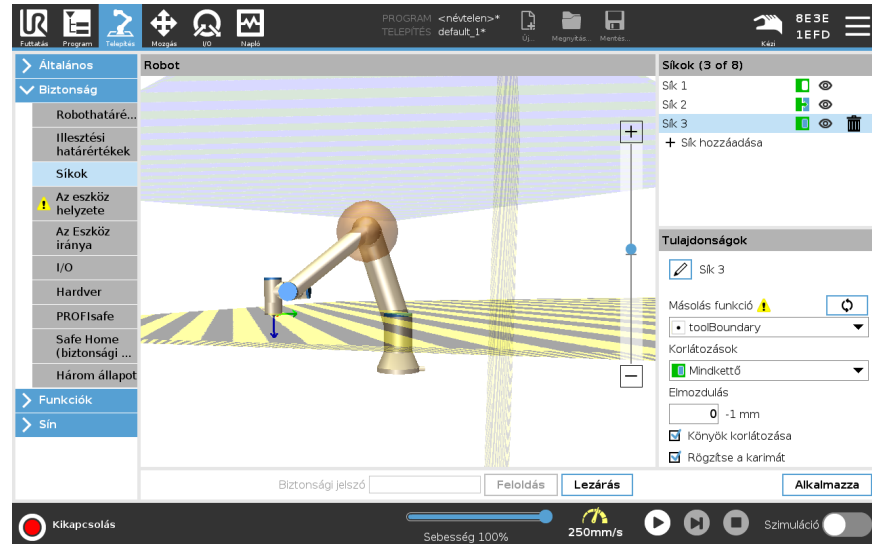 PROGRAM <névtelen>*
TELEPÍTÉS default_1*
Futtatás
Program
Telepítés
Mozgás
I/O
Napló
Új...
Megnyitás...
Mentés...
Kézi
8E3E
1EFD
Általános
Biztonság
Robothatáré...
Illesztési
határértékek
Síkok
Az eszköz
helyzete
Az Eszköz
iránya
I/O
Hardver
PROFIsafe
Safe Home
(biztonsági ...
Három állapot
Funkciók
Sín
Robot
Síkok (3 of 8)
Sík 1
Sík 2
Sík 3
+ Sík hozzáadása
Tulajdonságok
Sík 3
Másolás funkció
toolBoundary
Korlátozások
Mindkettő
Elmozdulás
0 -1 mm
Könyök korlátozása
Rögzítse a karimát
Biztonsági jelszó
Feloldás
Lezárás
Alkalmazza
Kikapcsolás
Sebesség 100%
250mm/s
Szimuláció